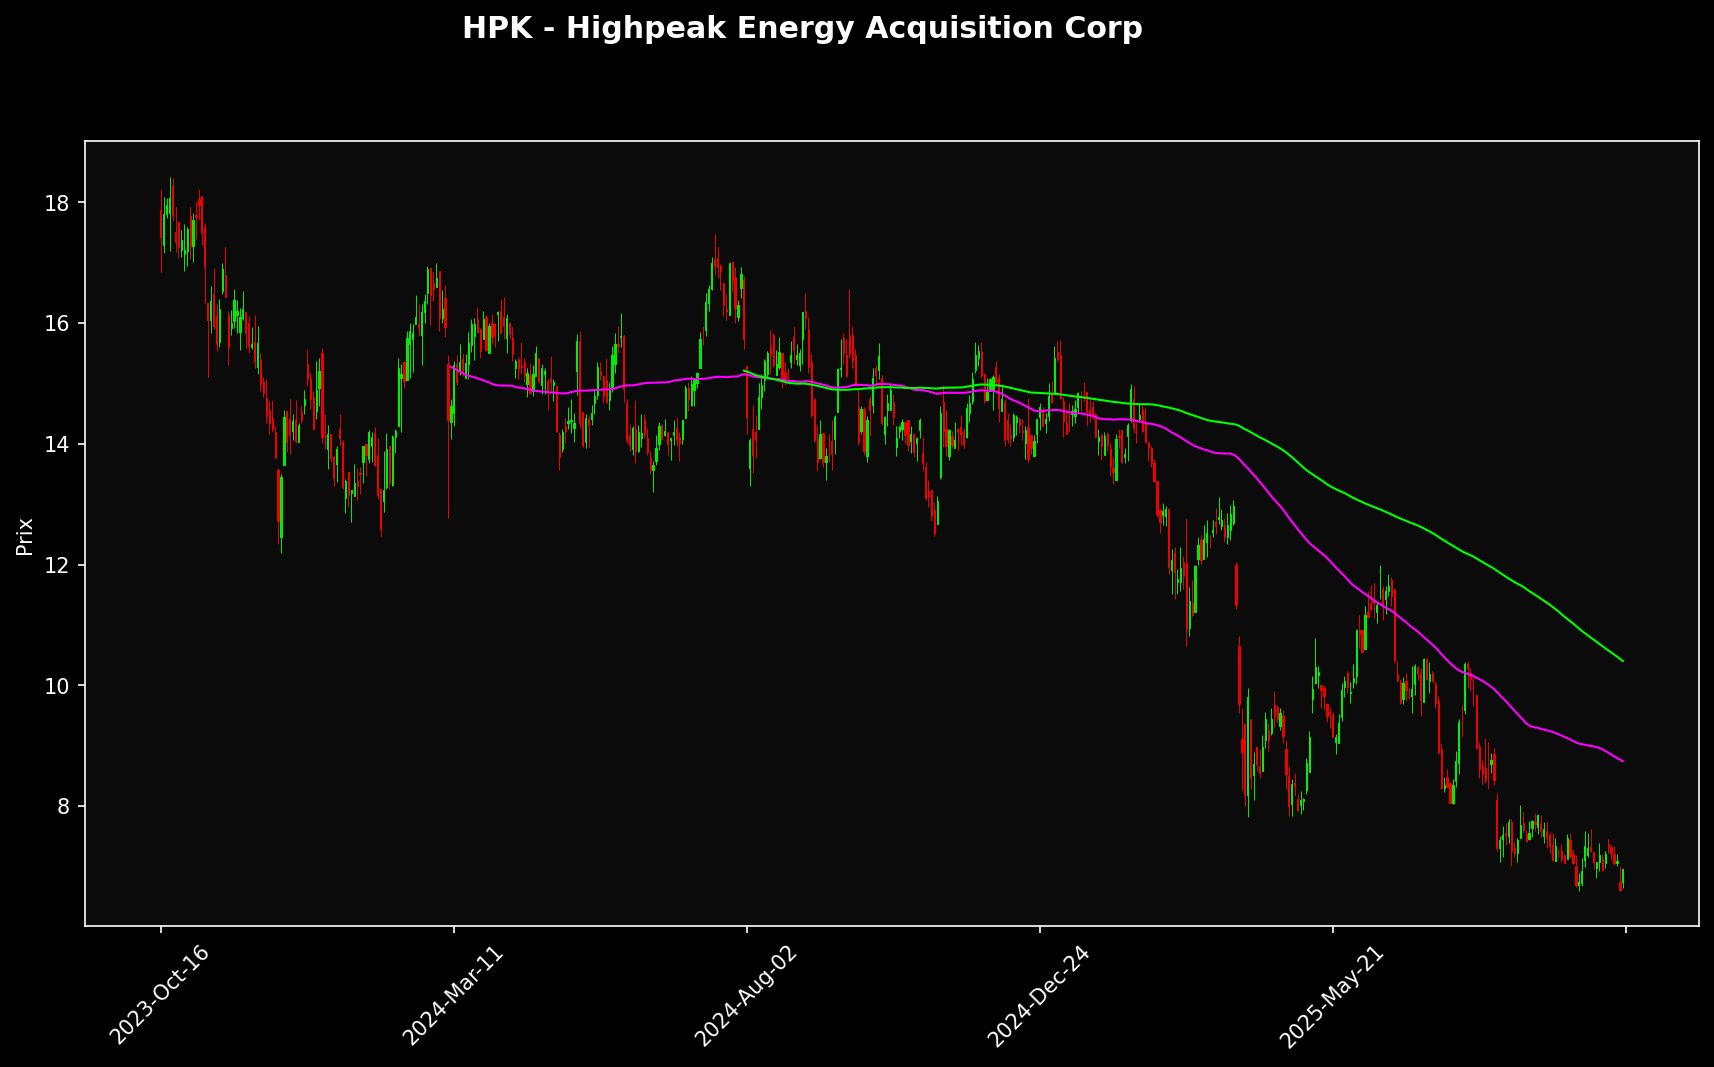 HPK - Highpeak Energy Acquisition Corp
Prix
18
16
14
12
10
8
2023-Oct-16
2024-Mar-11
2024-Aug-02
2024-Dec-24
2025-May-21